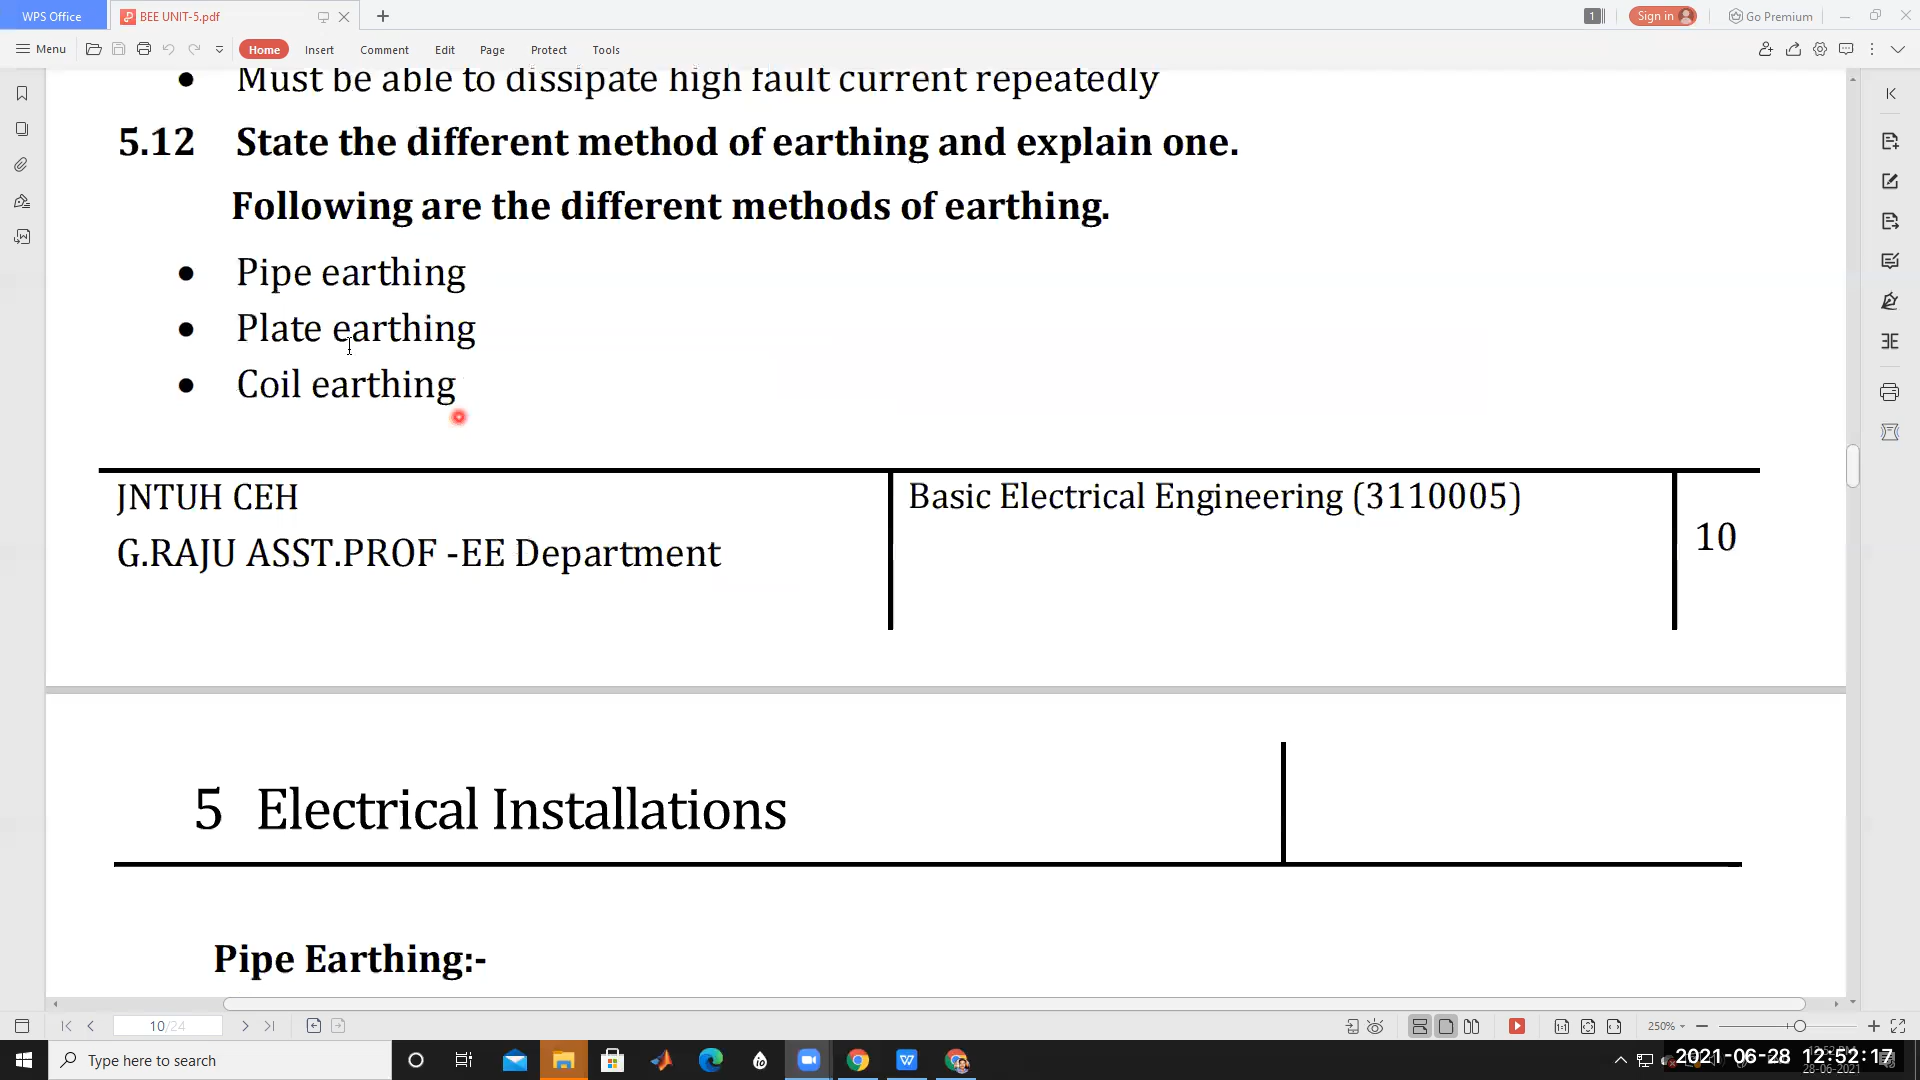 WPS Office
BEE UNIT-5.pdf
1
Sign in
Go Premium
Menu
Home
Insert
Comment
Edit
Page
Protect
Tools
• Must be able to dissipate high fault current repeatedly
5.12 State the different method of earthing and explain one.
Following are the different methods of earthing.
• Pipe earthing
• Plate earthing
• Coil earthing
JNTUH CEH
G.RAJU ASST.PROF -EE Department
Basic Electrical Engineering (3110005)
10
5 Electrical Installations
Pipe Earthing:-
10/24
250%
Type here to search
2021-06-28 12:52:17
28-06-2021